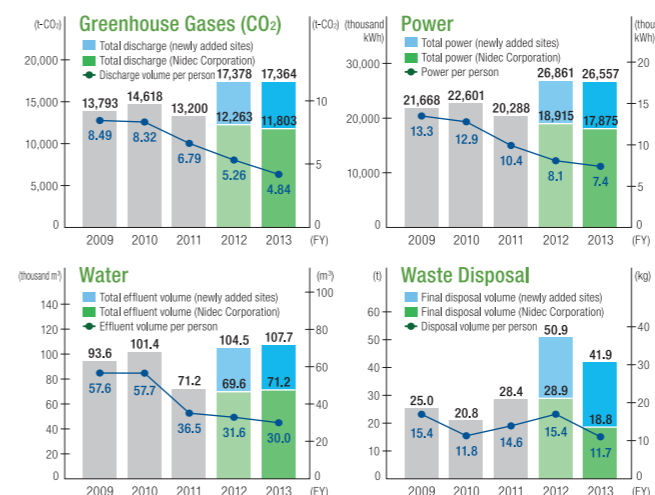 (t-CO₂) Greenhouse Gases (CO2) (t-CO₂)
Total discharge (newly added sites)
Total discharge (Nidec Corporation)
Discharge volume per person
20,000
15,000
10,000
5,000
0
13,793 14,618 13,200 17,378 17,364
12,263 11,803
8.49 8.32 6.79 5.26 4.84
10
5
0
2009 2010 2011 2012 2013 (FY)
(thousand kWh) Power (thou
kWh)
Total power (newly added sites)
Total power (Nidec Corporation)
Power per person
30,000
20,000
10,000
0
21,668 22,601 20,288 26,861 26,557
18,915 17,875
13.3 12.9 10.4 8.1 7.4
20
15
10
5
0
2009 2010 2011 2012 2013 (FY)
(thousand m³) Water (m³)
Total effluent volume (newly added sites)
Total effluent volume (Nidec Corporation)
Effluent volume per person
140
120
100
80
60
40
20
0
93.6 101.4 71.2 104.5 107.7
69.6 71.2
57.6 57.7 36.5 31.6 30.0
100
80
60
40
20
0
2009 2010 2011 2012 2013 (FY)
(t) Waste Disposal (kg)
Final disposal volume (newly added sites)
Final disposal volume (Nidec Corporation)
Disposal volume per person
60
50
40
30
20
10
0
25.0 20.8 28.4 50.9 41.9
28.9 18.8
15.4 11.8 14.6 15.4 11.7
40
30
20
10
0
2009 2010 2011 2012 2013 (FY)